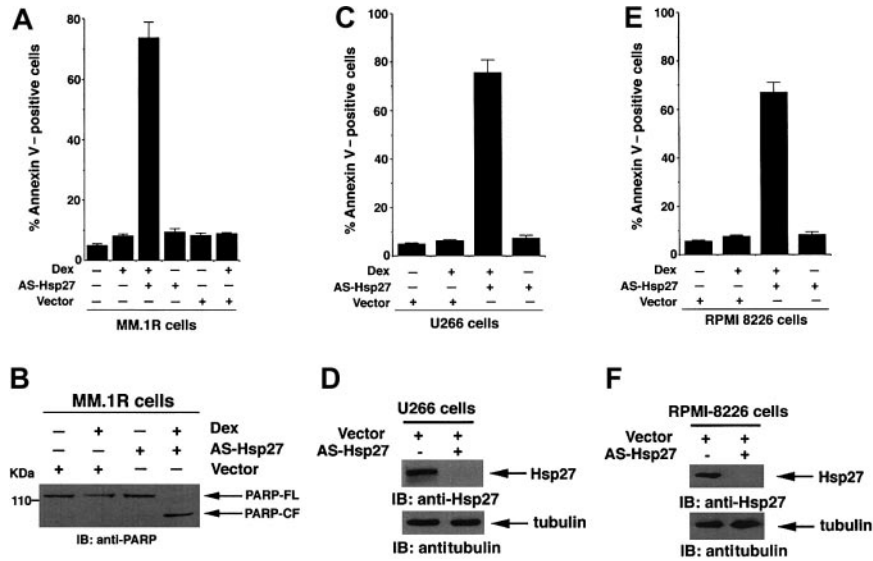 A
% Annexin V – positive cells
80
60
40
20
0
Dex – + + – – +
AS-Hsp27 – – + + – –
Vector – – – – + +
MM.1R cells
C
% Annexin V – positive cells
100
80
60
40
20
0
Dex – + + –
AS-Hsp27 – – + +
Vector + + – –
U266 cells
E
% Annexin V – positive cells
100
80
60
40
20
0
Dex – + + –
AS-Hsp27 – – + +
Vector + + – –
RPMI 8226 cells
B
MM.1R cells
– + – + Dex
– – + + AS-Hsp27
+ + – – Vector
KDa
110
PARP-FL
PARP-CF
IB: anti-PARP
D
U266 cells
Vector + +
AS-Hsp27 - +
Hsp27
IB: anti-Hsp27
tubulin
IB: antitubulin
F
RPMI-8226 cells
Vector + +
AS-Hsp27 - +
Hsp27
IB: anti-Hsp27
tubulin
IB: antitubulin